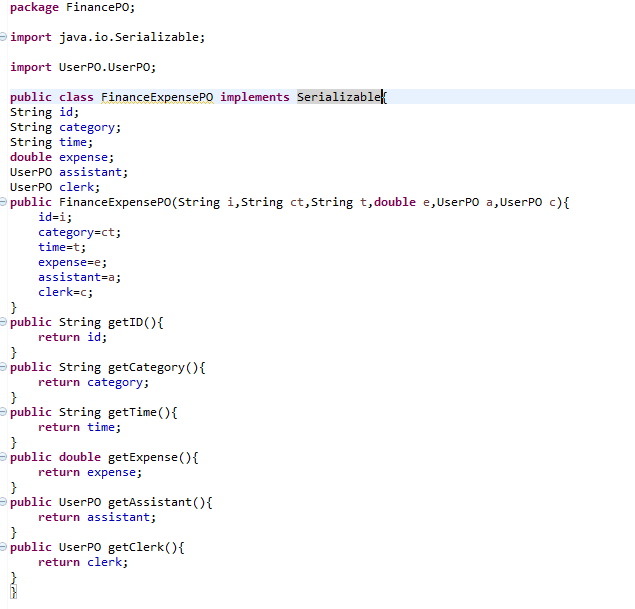 package FinancePO;
import java.io.Serializable;
import UserPO.UserPO;
public class FinanceExpensePO implements Serializable{
String id;
String category;
String time;
double expense;
UserPO assistant;
UserPO clerk;
public FinanceExpensePO(String i,String ct,String t,double e,UserPO a,UserPO c){
    id=i;
    category=ct;
    time=t;
    expense=e;
    assistant=a;
    clerk=c;
}
public String getID(){
    return id;
}
public String getCategory(){
    return category;
}
public String getTime(){
    return time;
}
public double getExpense(){
    return expense;
}
public UserPO getAssistant(){
    return assistant;
}
public UserPO getClerk(){
    return clerk;
}
}